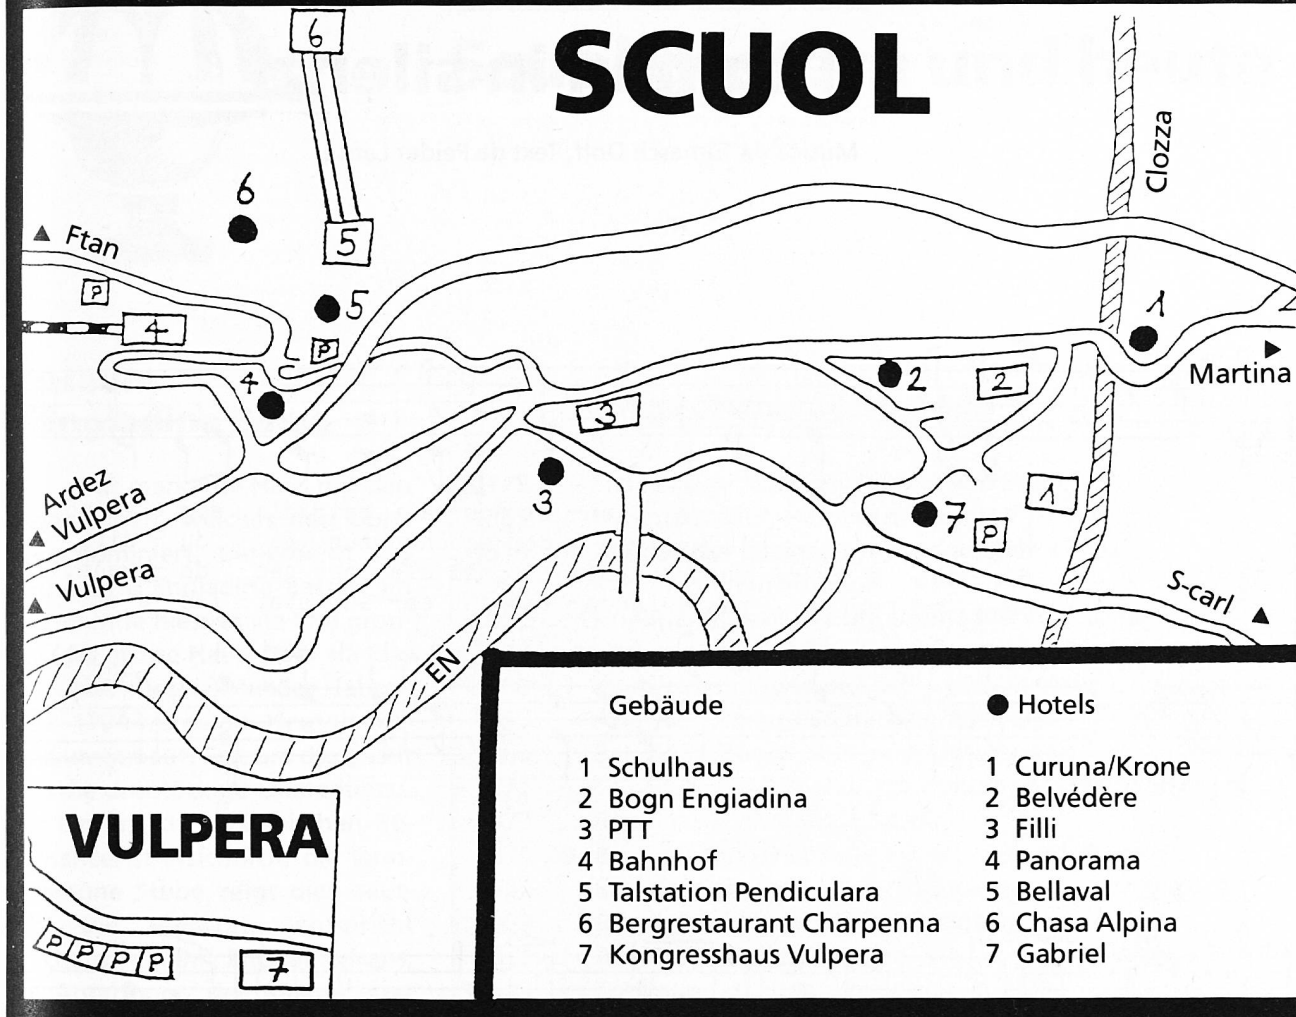 SCUOL
6
Clozza
6
5
Ftan
P
5
1
4
P
4
2
2
Martina
3
3
Ardez
Vulpera
1
7
P
Vulpera
S-carl
EN
VULPERA
P P P P
7
Gebäude
1 Schulhaus
2 Bogn Engiadina
3 PTT
4 Bahnhof
5 Talstation Pendiculara
6 Bergrestaurant Charpenna
7 Kongresshaus Vulpera
Hotels
1 Curuna/Krone
2 Belvédère
3 Filli
4 Panorama
5 Bellaval
6 Chasa Alpina
7 Gabriel